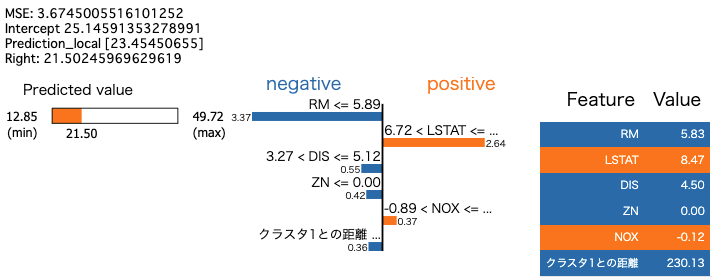 MSE: 3.6745005516101252
Intercept 25.14591353278991
Prediction_local [23.45450655]
Right: 21.50245969629619
Predicted value
12.85
(min)
21.50
49.72
(max)
negative
positive
RM <= 5.89
3.37
6.72 < LSTAT <= ...
2.64
3.27 < DIS <= 5.12
0.55
ZN <= 0.00
0.42
-0.89 < NOX <= ...
0.37
クラスタ1との距離 ...
0.36
Feature Value
RM 5.83
LSTAT 8.47
DIS 4.50
ZN 0.00
NOX -0.12
クラスタ1との距離 230.13